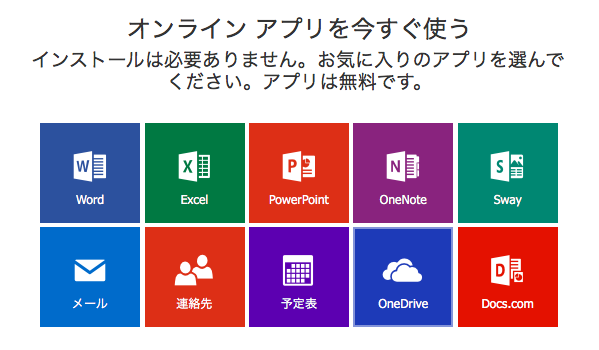 オンライン アプリを今すぐ使う
インストールは必要ありません。お気に入りのアプリを選んで
ください。アプリは無料です。
W
X
P
N
S
Word
Excel
PowerPoint
OneNote
Sway
D
メール
連絡先
予定表
OneDrive
Docs.com